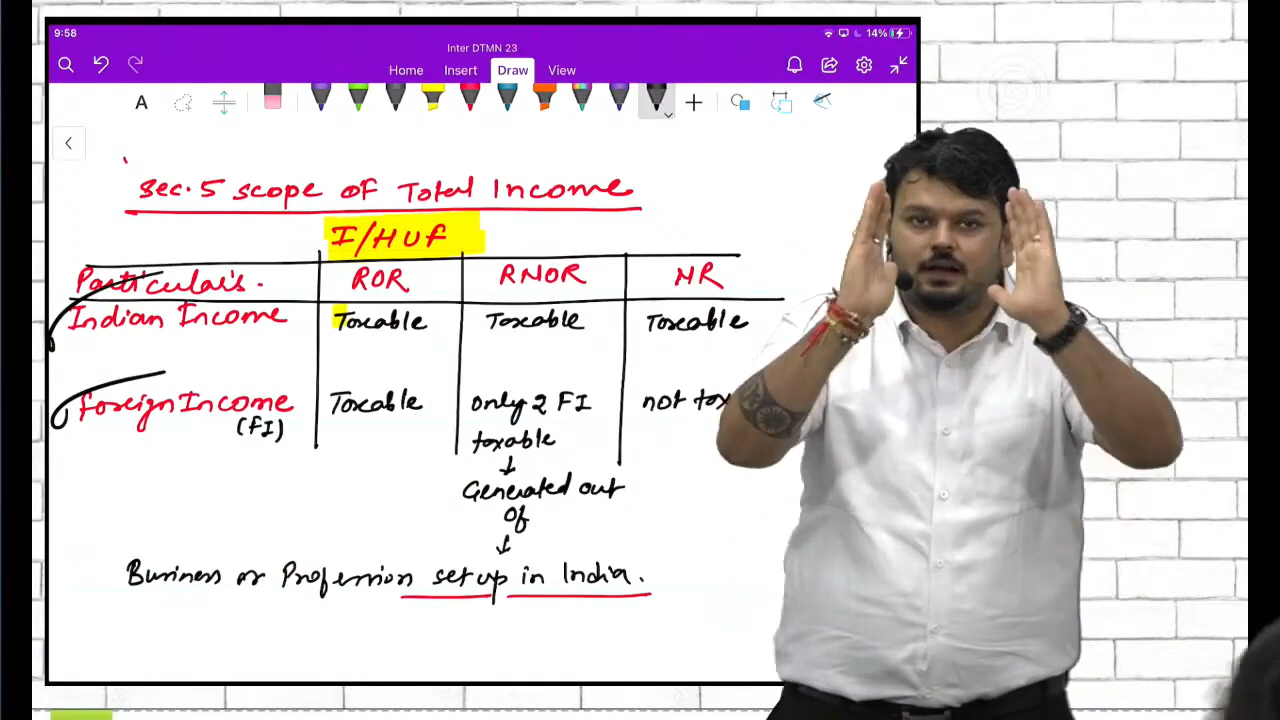 9:58
14%
Inter DTMN 23
Home Insert Draw View
A
Sec. 5 scope of Total Income
I/HUF
Particulars. ROR RNOR NR
Indian Income Taxable Taxable Taxable
Foreign Income Taxable only 2 FI not tax
(FI) taxable
Generated out
of
Business or Profession set up in India.